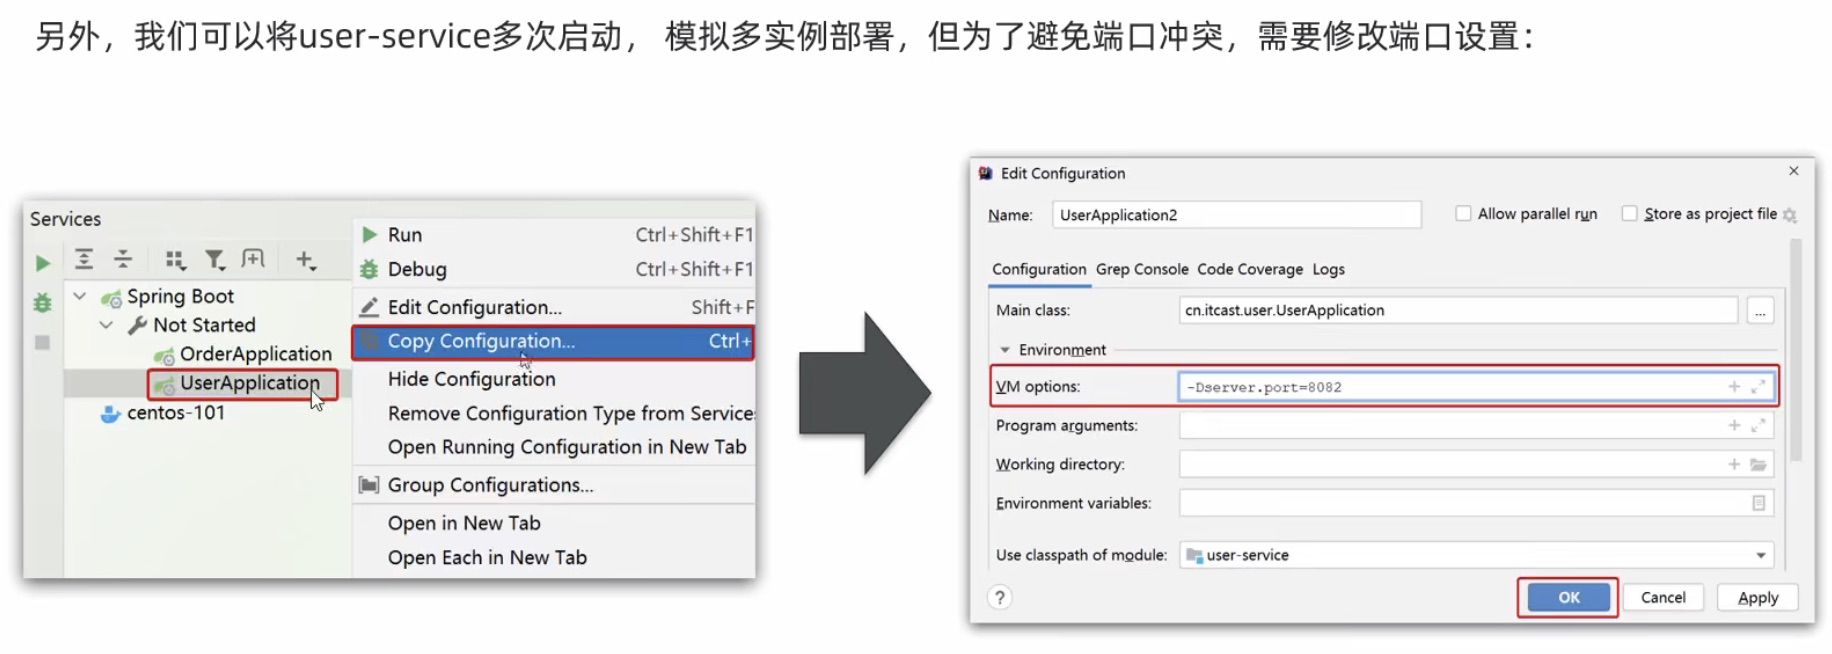 另外，我们可以将user-service多次启动， 模拟多实例部署，但为了避免端口冲突，需要修改端口设置：
Services
Spring Boot
Not Started
OrderApplication
UserApplication
centos-101
Run Ctrl+Shift+F1
Debug Ctrl+Shift+F1
Edit Configuration... Shift+F
Copy Configuration... Ctrl+
Hide Configuration
Remove Configuration Type from Service
Open Running Configuration in New Tab
Group Configurations...
Open in New Tab
Open Each in New Tab
Edit Configuration
Name: UserApplication2 Allow parallel run Store as project file
Configuration Grep Console Code Coverage Logs
Main class: cn.itcast.user.UserApplication ...
Environment
VM options: -Dserver.port=8082
Program arguments:
Working directory:
Environment variables:
Use classpath of module: user-service
? OK Cancel Apply